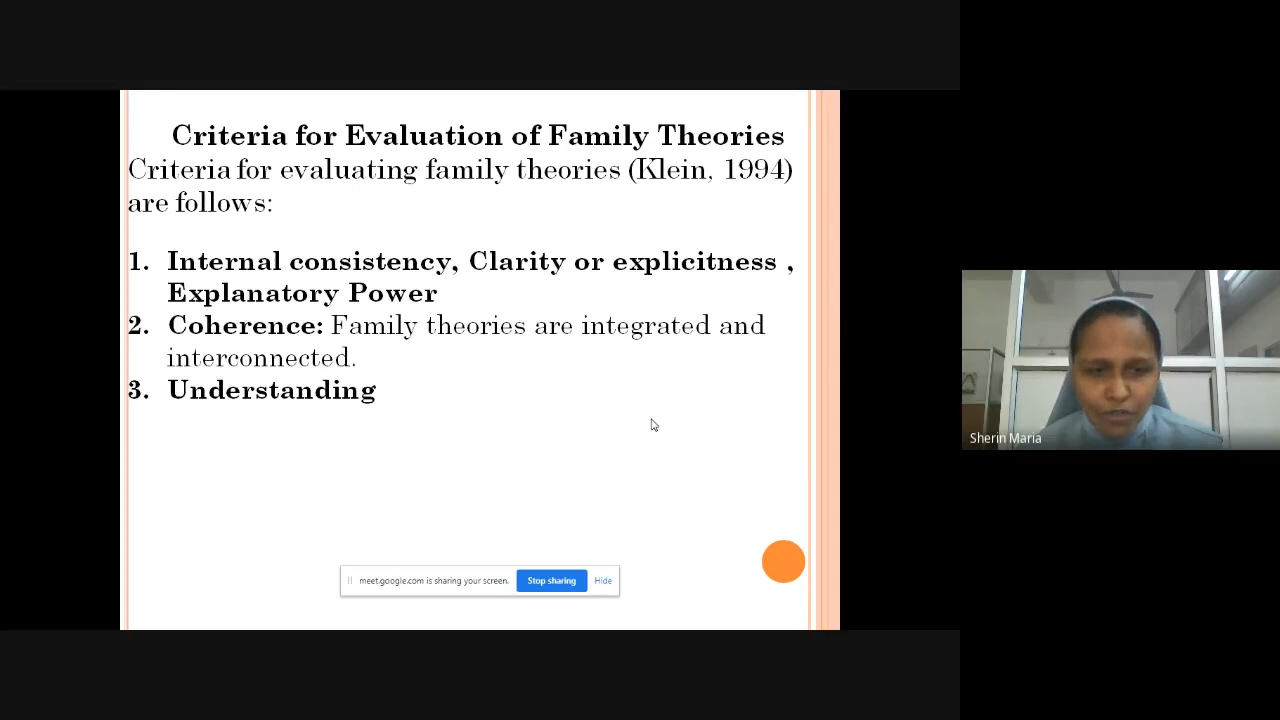 Criteria for Evaluation of Family Theories
Criteria for evaluating family theories (Klein, 1994)
are follows:
1. Internal consistency, Clarity or explicitness ,
Explanatory Power
2. Coherence: Family theories are integrated and
interconnected.
3. Understanding
Sherin Maria
meet.google.com is sharing your screen. Stop sharing Hide